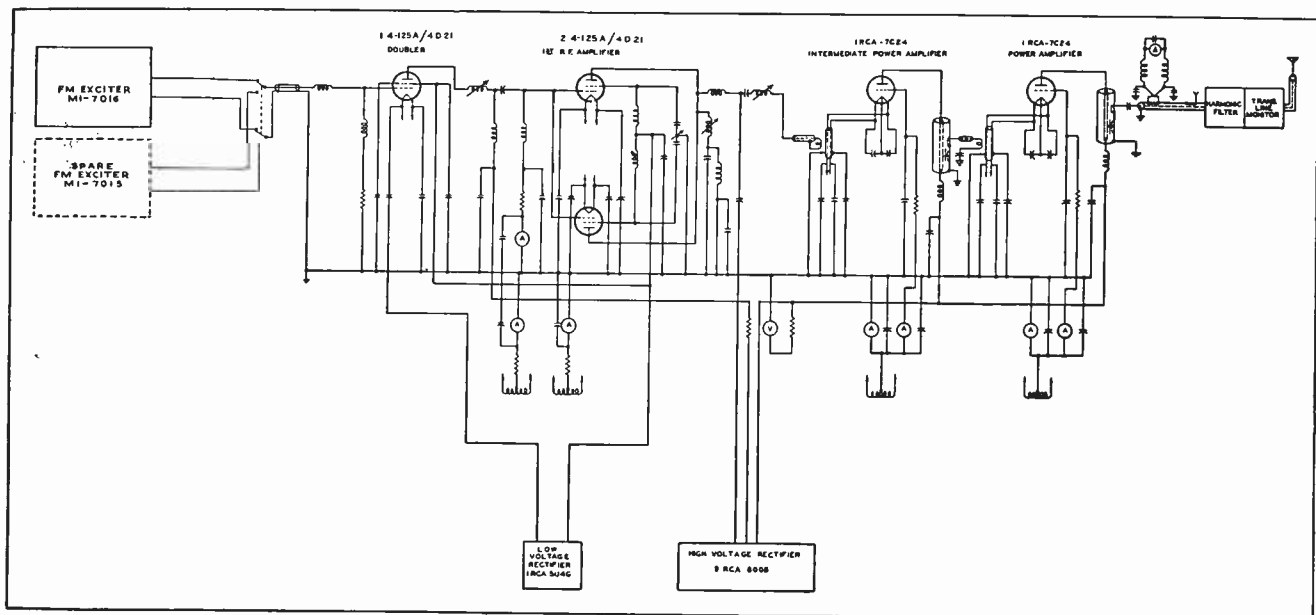 FM EXCITER
MI-7016
SPARE
FM EXCITER
MI-7015
1 4-125A/4D21
DOUBLER
2 4-125A/4D21
1ST R.F. AMPLIFIER
1 RCA-7C24
INTERMEDIATE POWER AMPLIFIER
1 RCA-7C24
POWER AMPLIFIER
A
HARMONIC
FILTER
TRANS
LINE
MONITOR
A
A
A
V
A
A
A
A
LOW
VOLTAGE
RECTIFIER
1 RCA 5U4G
HIGH VOLTAGE RECTIFIER
9 RCA 8008